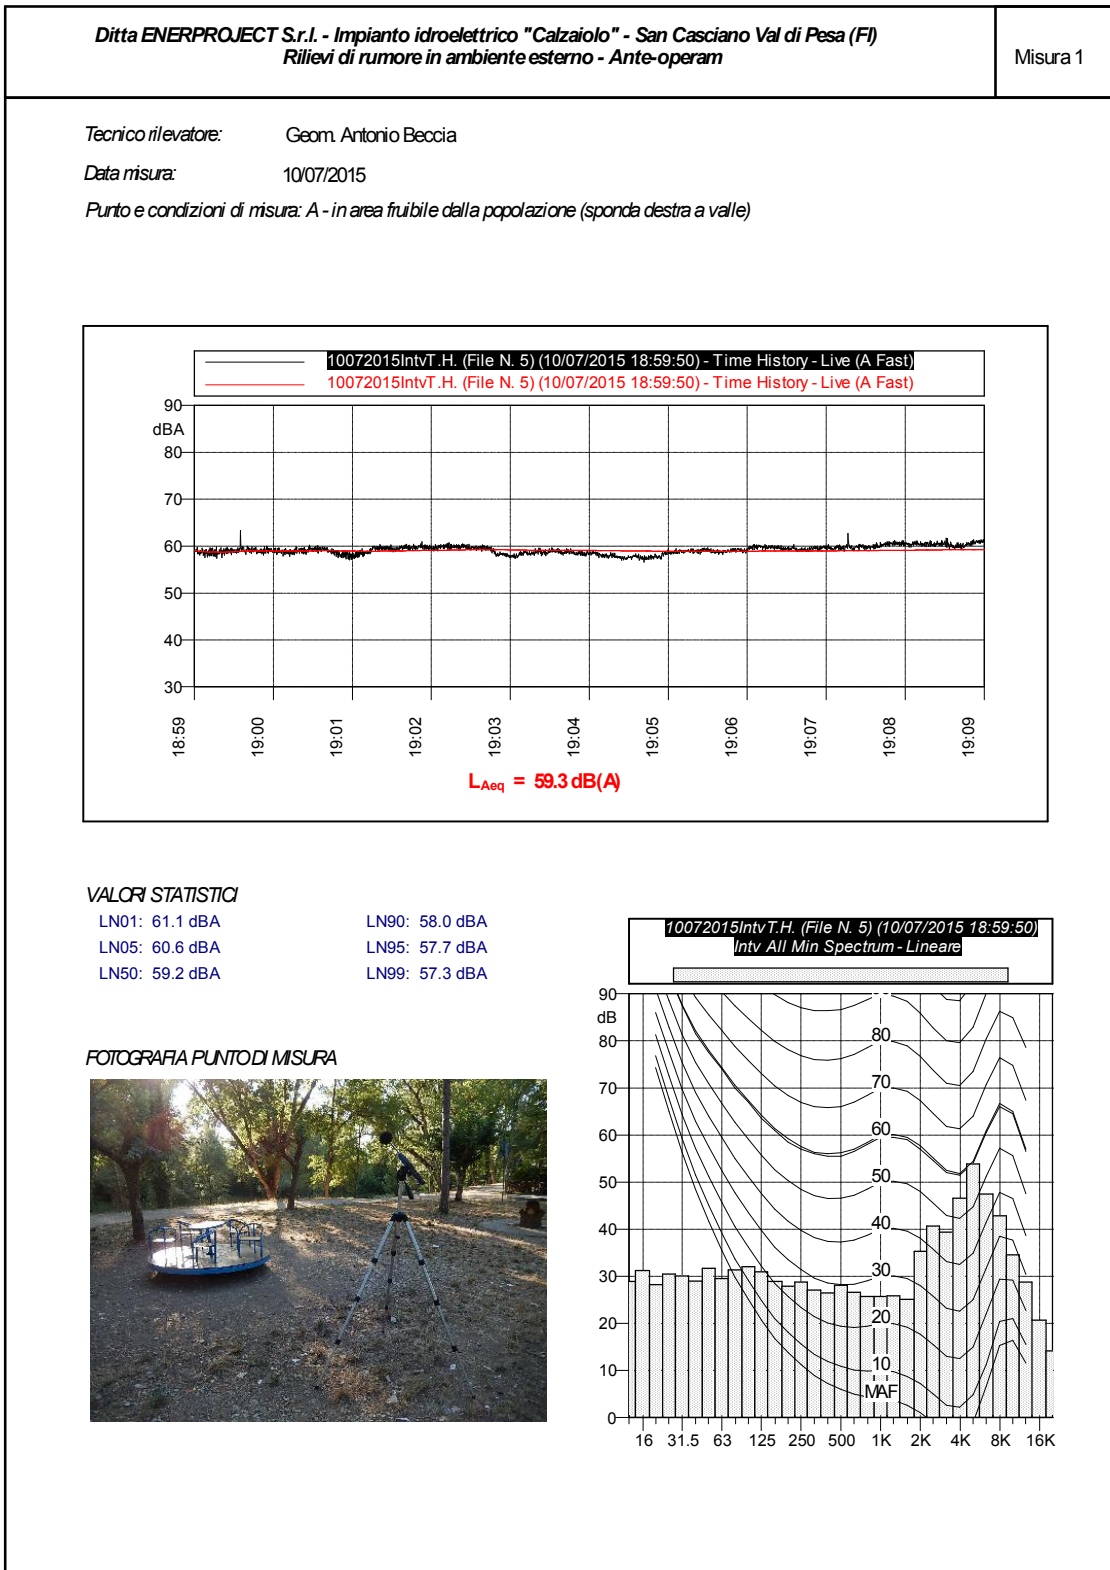 Ditta ENERPROJECT S.r.l. - Impianto idroelettrico "Calzaiolo" - San Casciano Val di Pesa (FI)
Rilievi di rumore in ambiente esterno - Ante-operam
Misura 1
Tecnico rilevatore: Geom. Antonio Beccia
Data misura: 10/07/2015
Punto e condizioni di misura: A - in area fruibile dalla popolazione (sponda destra a valle)
10072015IntvT.H. (File N. 5) (10/07/2015 18:59:50) - Time History - Live (A Fast)
10072015IntvT.H. (File N. 5) (10/07/2015 18:59:50) - Time History - Live (A Fast)
90
dBA
80
70
60
50
40
30
18:59 19:00 19:01 19:02 19:03 19:04 19:05 19:06 19:07 19:08 19:09
LAeq = 59.3 dB(A)
VALORI STATISTICI
LN01: 61.1 dBA LN90: 58.0 dBA
LN05: 60.6 dBA LN95: 57.7 dBA
LN50: 59.2 dBA LN99: 57.3 dBA
FOTOGRAFIA PUNTO DI MISURA
10072015IntvT.H. (File N. 5) (10/07/2015 18:59:50)
Intv All Min Spectrum - Lineare
90
dB
80
70
60
50
40
30
20
10
0
80
70
60
50
40
30
20
10
MAF
16 31.5 63 125 250 500 1K 2K 4K 8K 16K